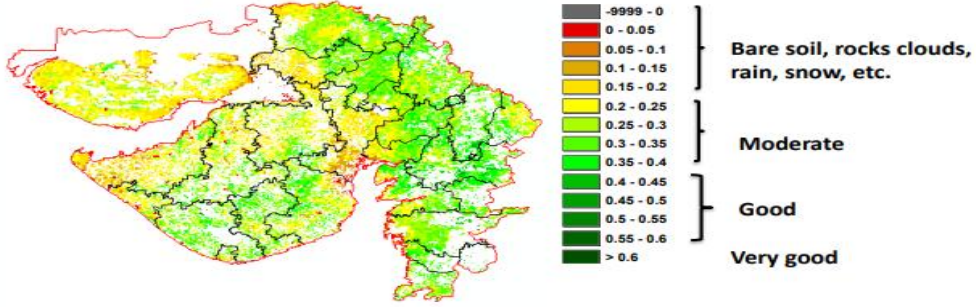 -9999 - 0
0 - 0.05
0.05 - 0.1
0.1 - 0.15
0.15 - 0.2
0.2 - 0.25
0.25 - 0.3
0.3 - 0.35
0.35 - 0.4
0.4 - 0.45
0.45 - 0.5
0.5 - 0.55
0.55 - 0.6
> 0.6
Bare soil, rocks clouds,
rain, snow, etc.
Moderate
Good
Very good